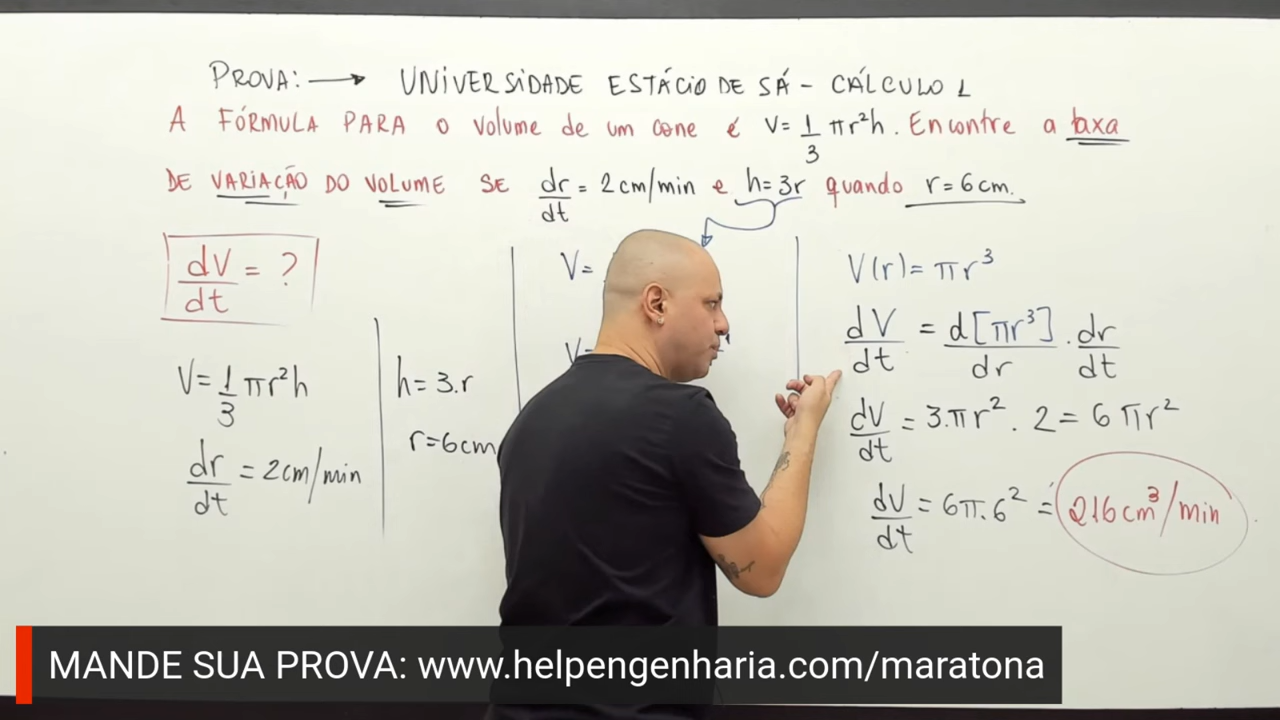 PROVA: → UNIVERSIDADE ESTÁCIO DE SÁ - CÁLCULO 1
A FÓRMULA PARA O VOLUME DE UM CONE É V= 1/3 πr²h. ENCONTRE A TAXA
DE VARIAÇÃO DO VOLUME SE dr/dt = 2cm/min e h=3r quando r=6cm.
dV/dt = ?
V= 1/3 πr²h
dr/dt = 2cm/min
h= 3.r
r=6cm
V=
V=
V(r)= πr³
dV/dt = d[πr³]/dr . dr/dt
dV/dt = 3.πr² . 2 = 6πr²
dV/dt = 6π.6² = 216cm³/min
MANDE SUA PROVA: www.helpengenharia.com/maratona